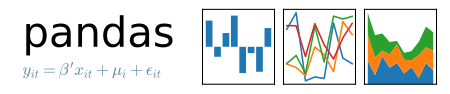 pandas
y_{it} = β'x_{it} + μ_i + ϵ_{it}